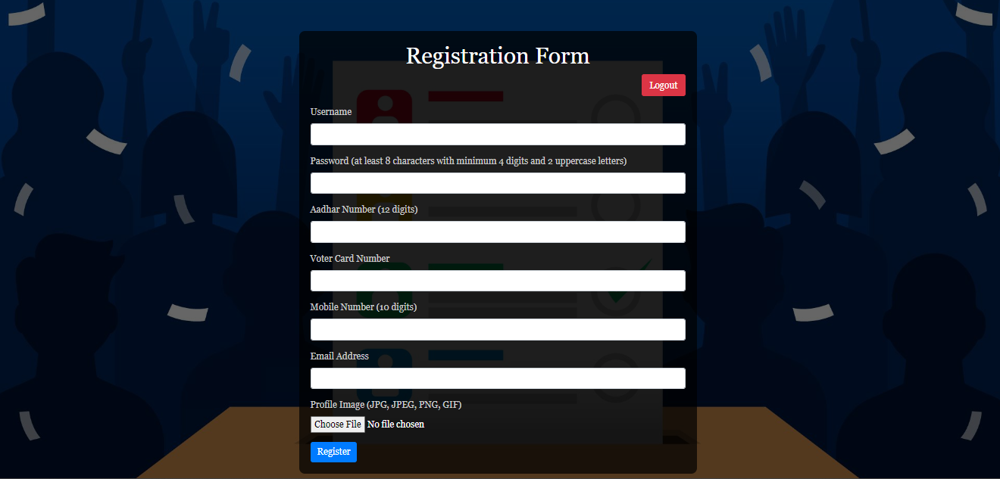 Registration Form
Logout
Username
Password (at least 8 characters with minimum 4 digits and 2 uppercase letters)
Aadhar Number (12 digits)
Voter Card Number
Mobile Number (10 digits)
Email Address
Profile Image (JPG, JPEG, PNG, GIF)
Choose File No file chosen
Register